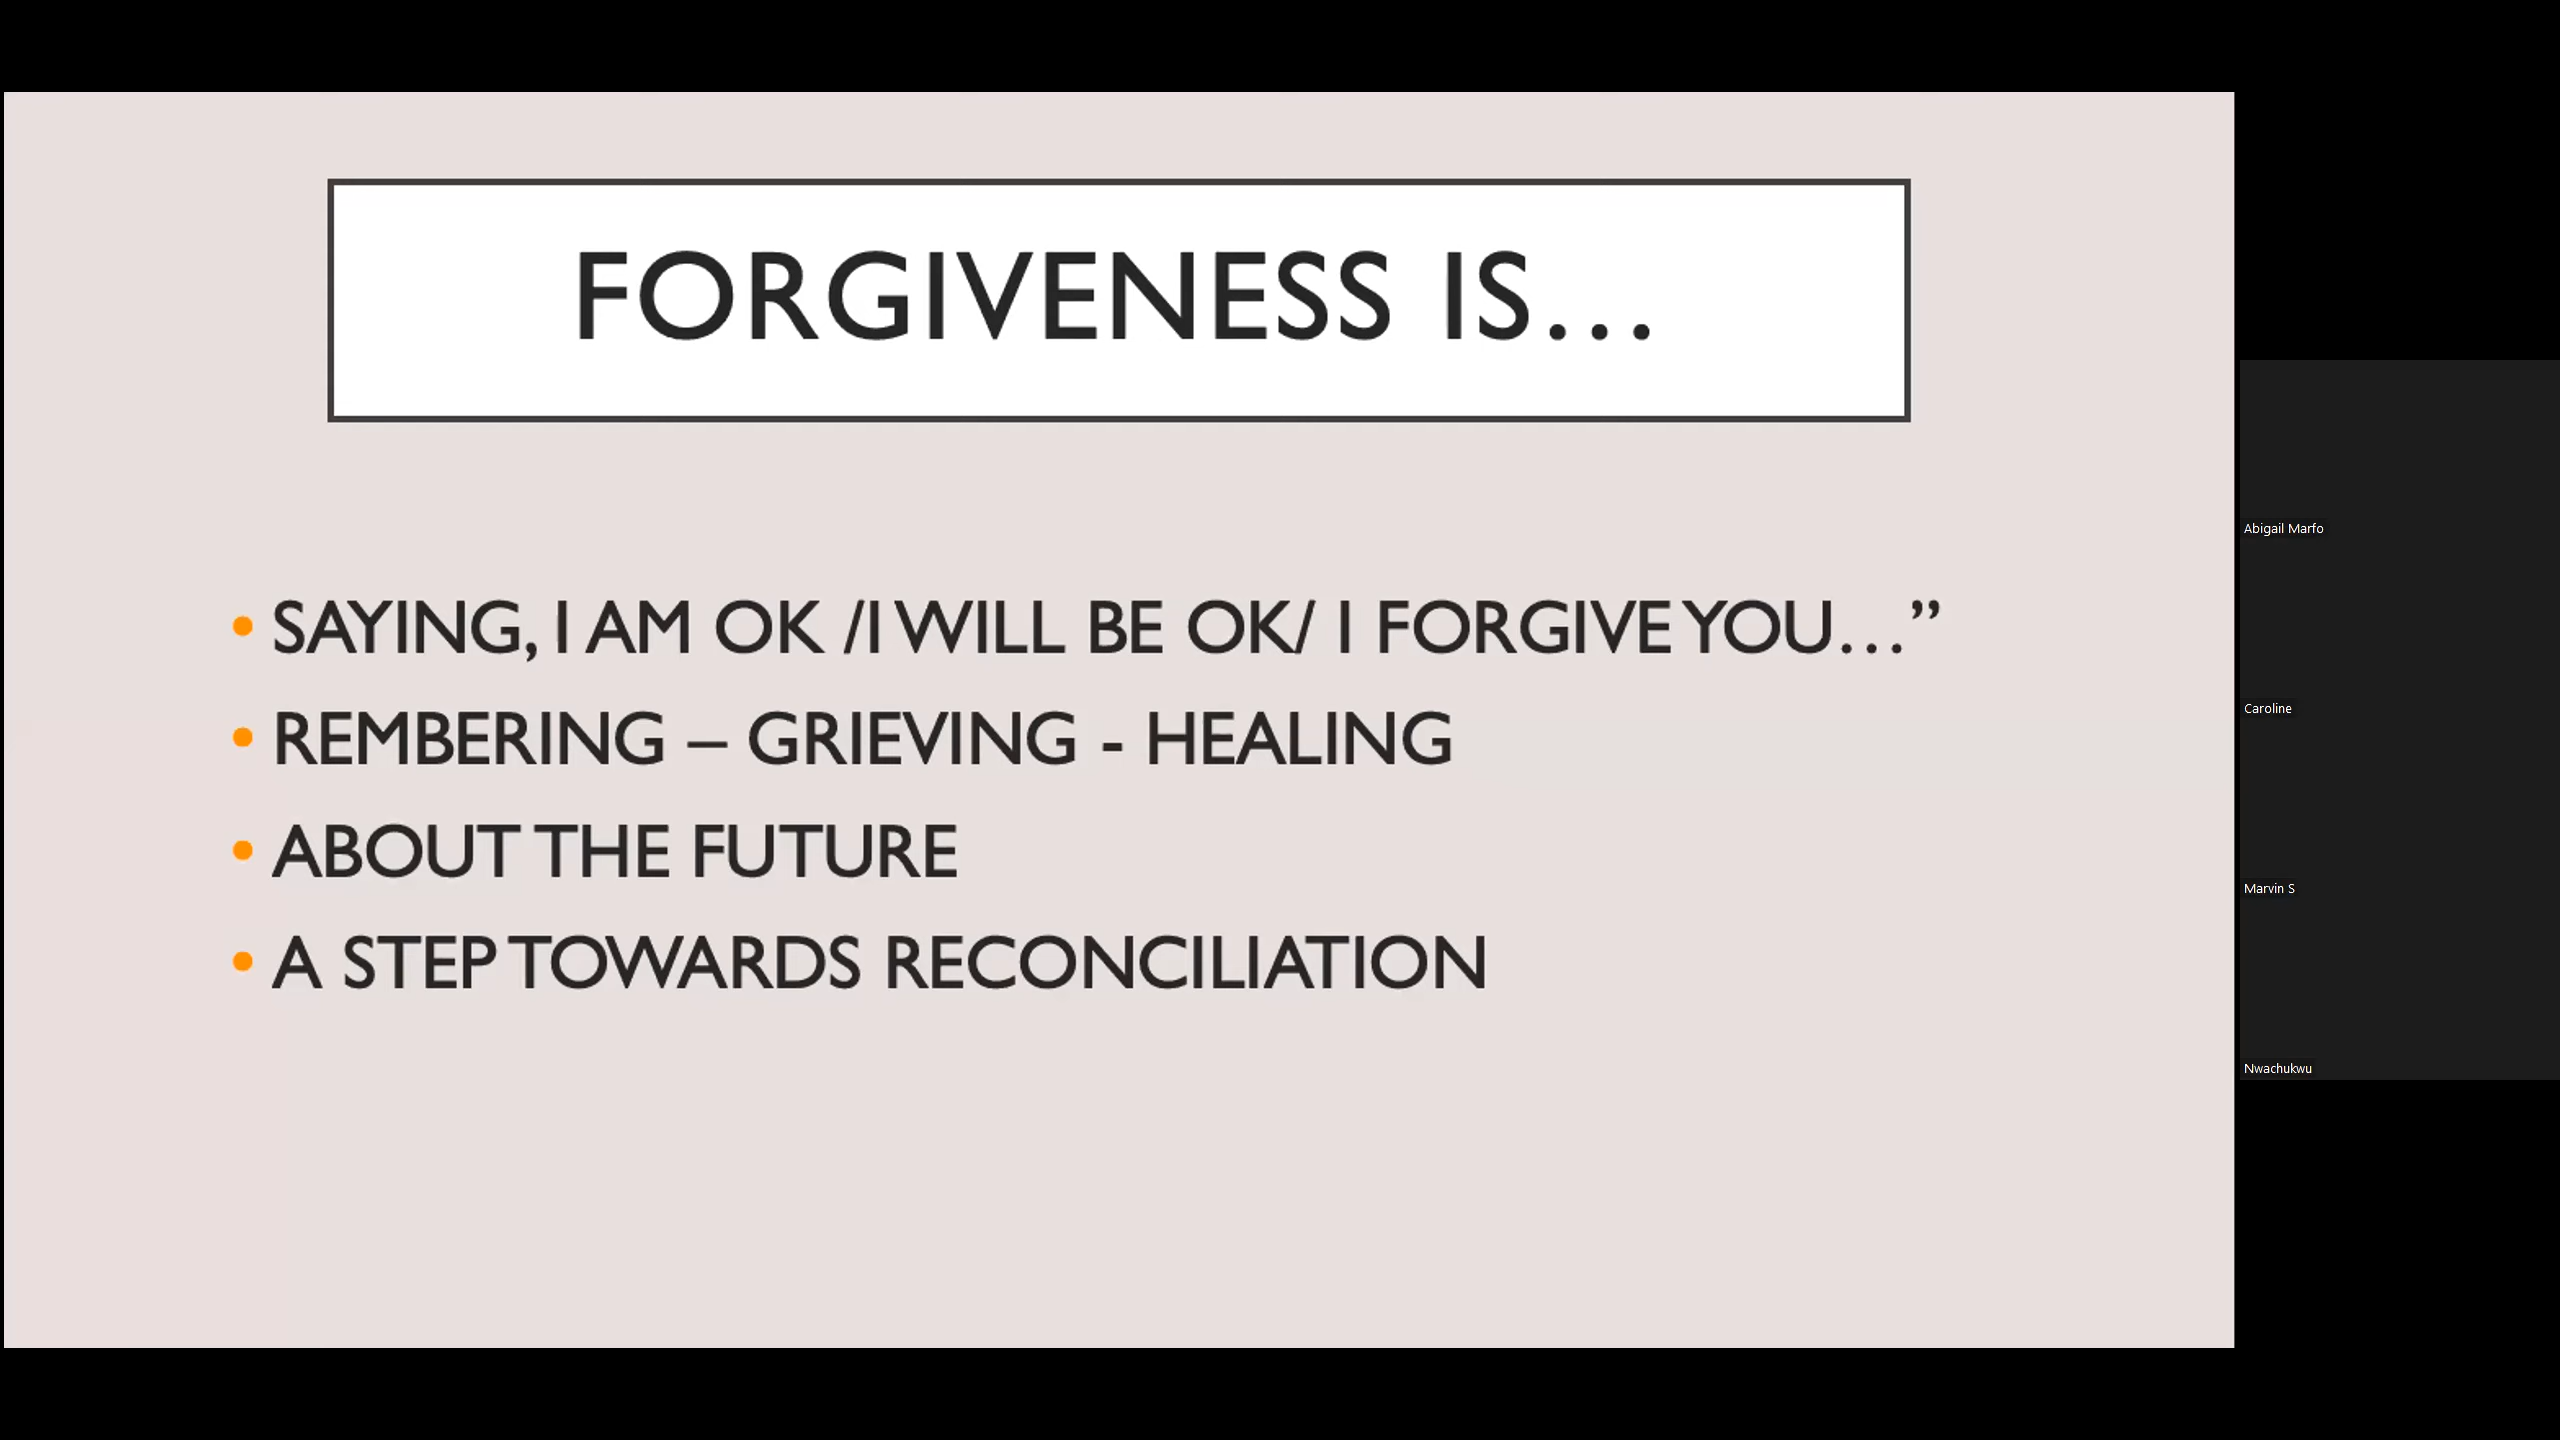 FORGIVENESS IS...
• SAYING, I AM OK /I WILL BE OK/ I FORGIVE YOU...”
• REMBERING – GRIEVING - HEALING
• ABOUT THE FUTURE
• A STEP TOWARDS RECONCILIATION
Abigail Marfo
Caroline
Marvin S
Nwachukwu